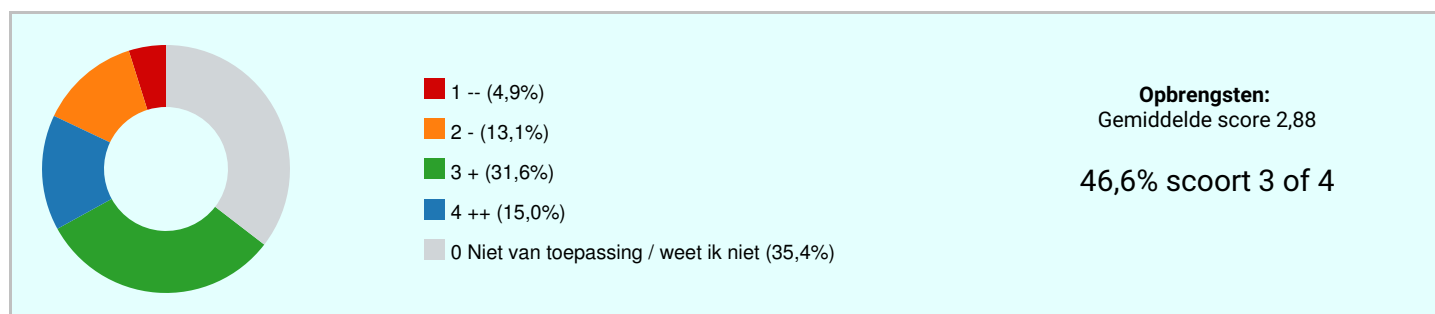 1 -- (4,9%)
2 - (13,1%)
3 + (31,6%)
4 ++ (15,0%)
0 Niet van toepassing / weet ik niet (35,4%)
Opbrengsten:
Gemiddelde score 2,88
46,6% scoort 3 of 4